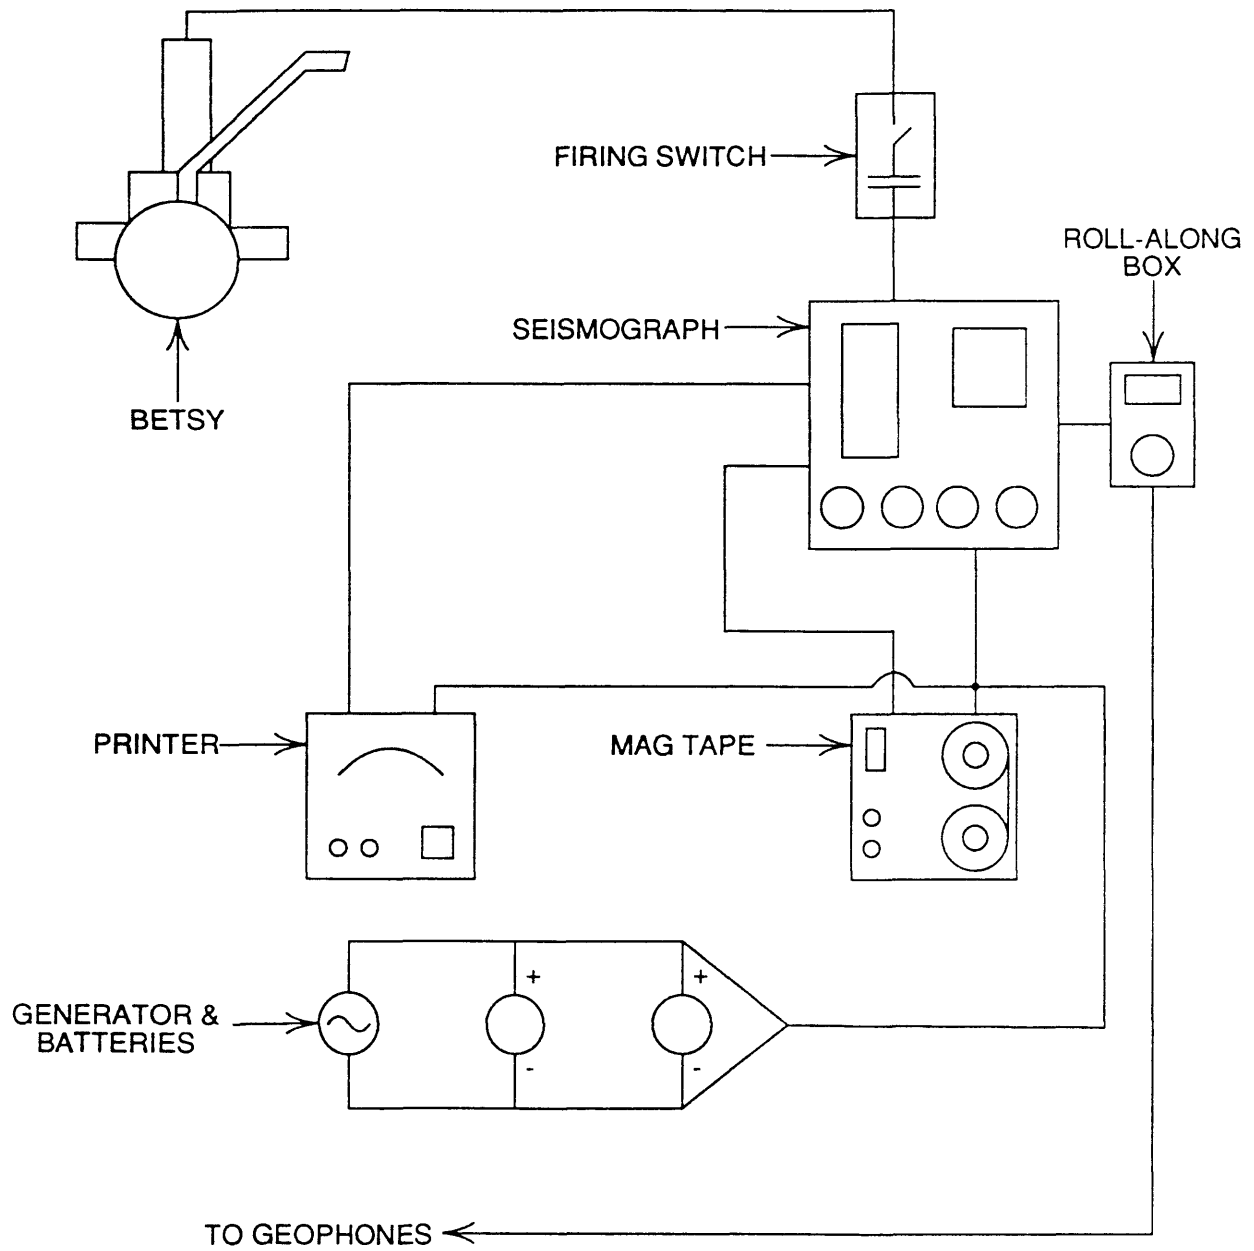 FIRING SWITCH
ROLL-ALONG
BOX
SEISMOGRAPH
BETSY
PRINTER
MAG TAPE
+ +
GENERATOR &
BATTERIES
- -
TO GEOPHONES